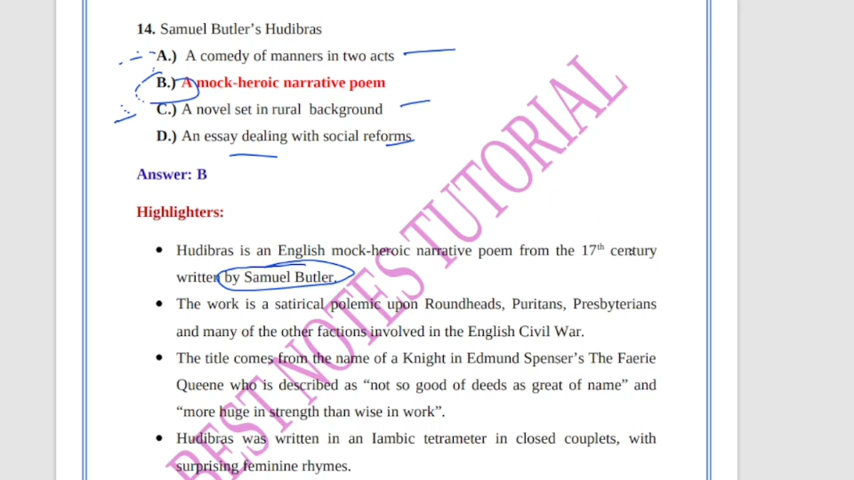 14. Samuel Butler's Hudibras
A.) A comedy of manners in two acts
B.) A mock-heroic narrative poem
C.) A novel set in rural background
D.) An essay dealing with social reforms.
Answer: B
Highlighters:
• Hudibras is an English mock-heroic narrative poem from the 17th century
written by Samuel Butler.
• The work is a satirical polemic upon Roundheads, Puritans, Presbyterians
and many of the other factions involved in the English Civil War.
• The title comes from the name of a Knight in Edmund Spenser's The Faerie
Queene who is described as “not so good of deeds as great of name” and
“more huge in strength than wise in work”.
• Hudibras was written in an Iambic tetrameter in closed couplets, with
surprising feminine rhymes.
BEST NOTES TUTORIAL